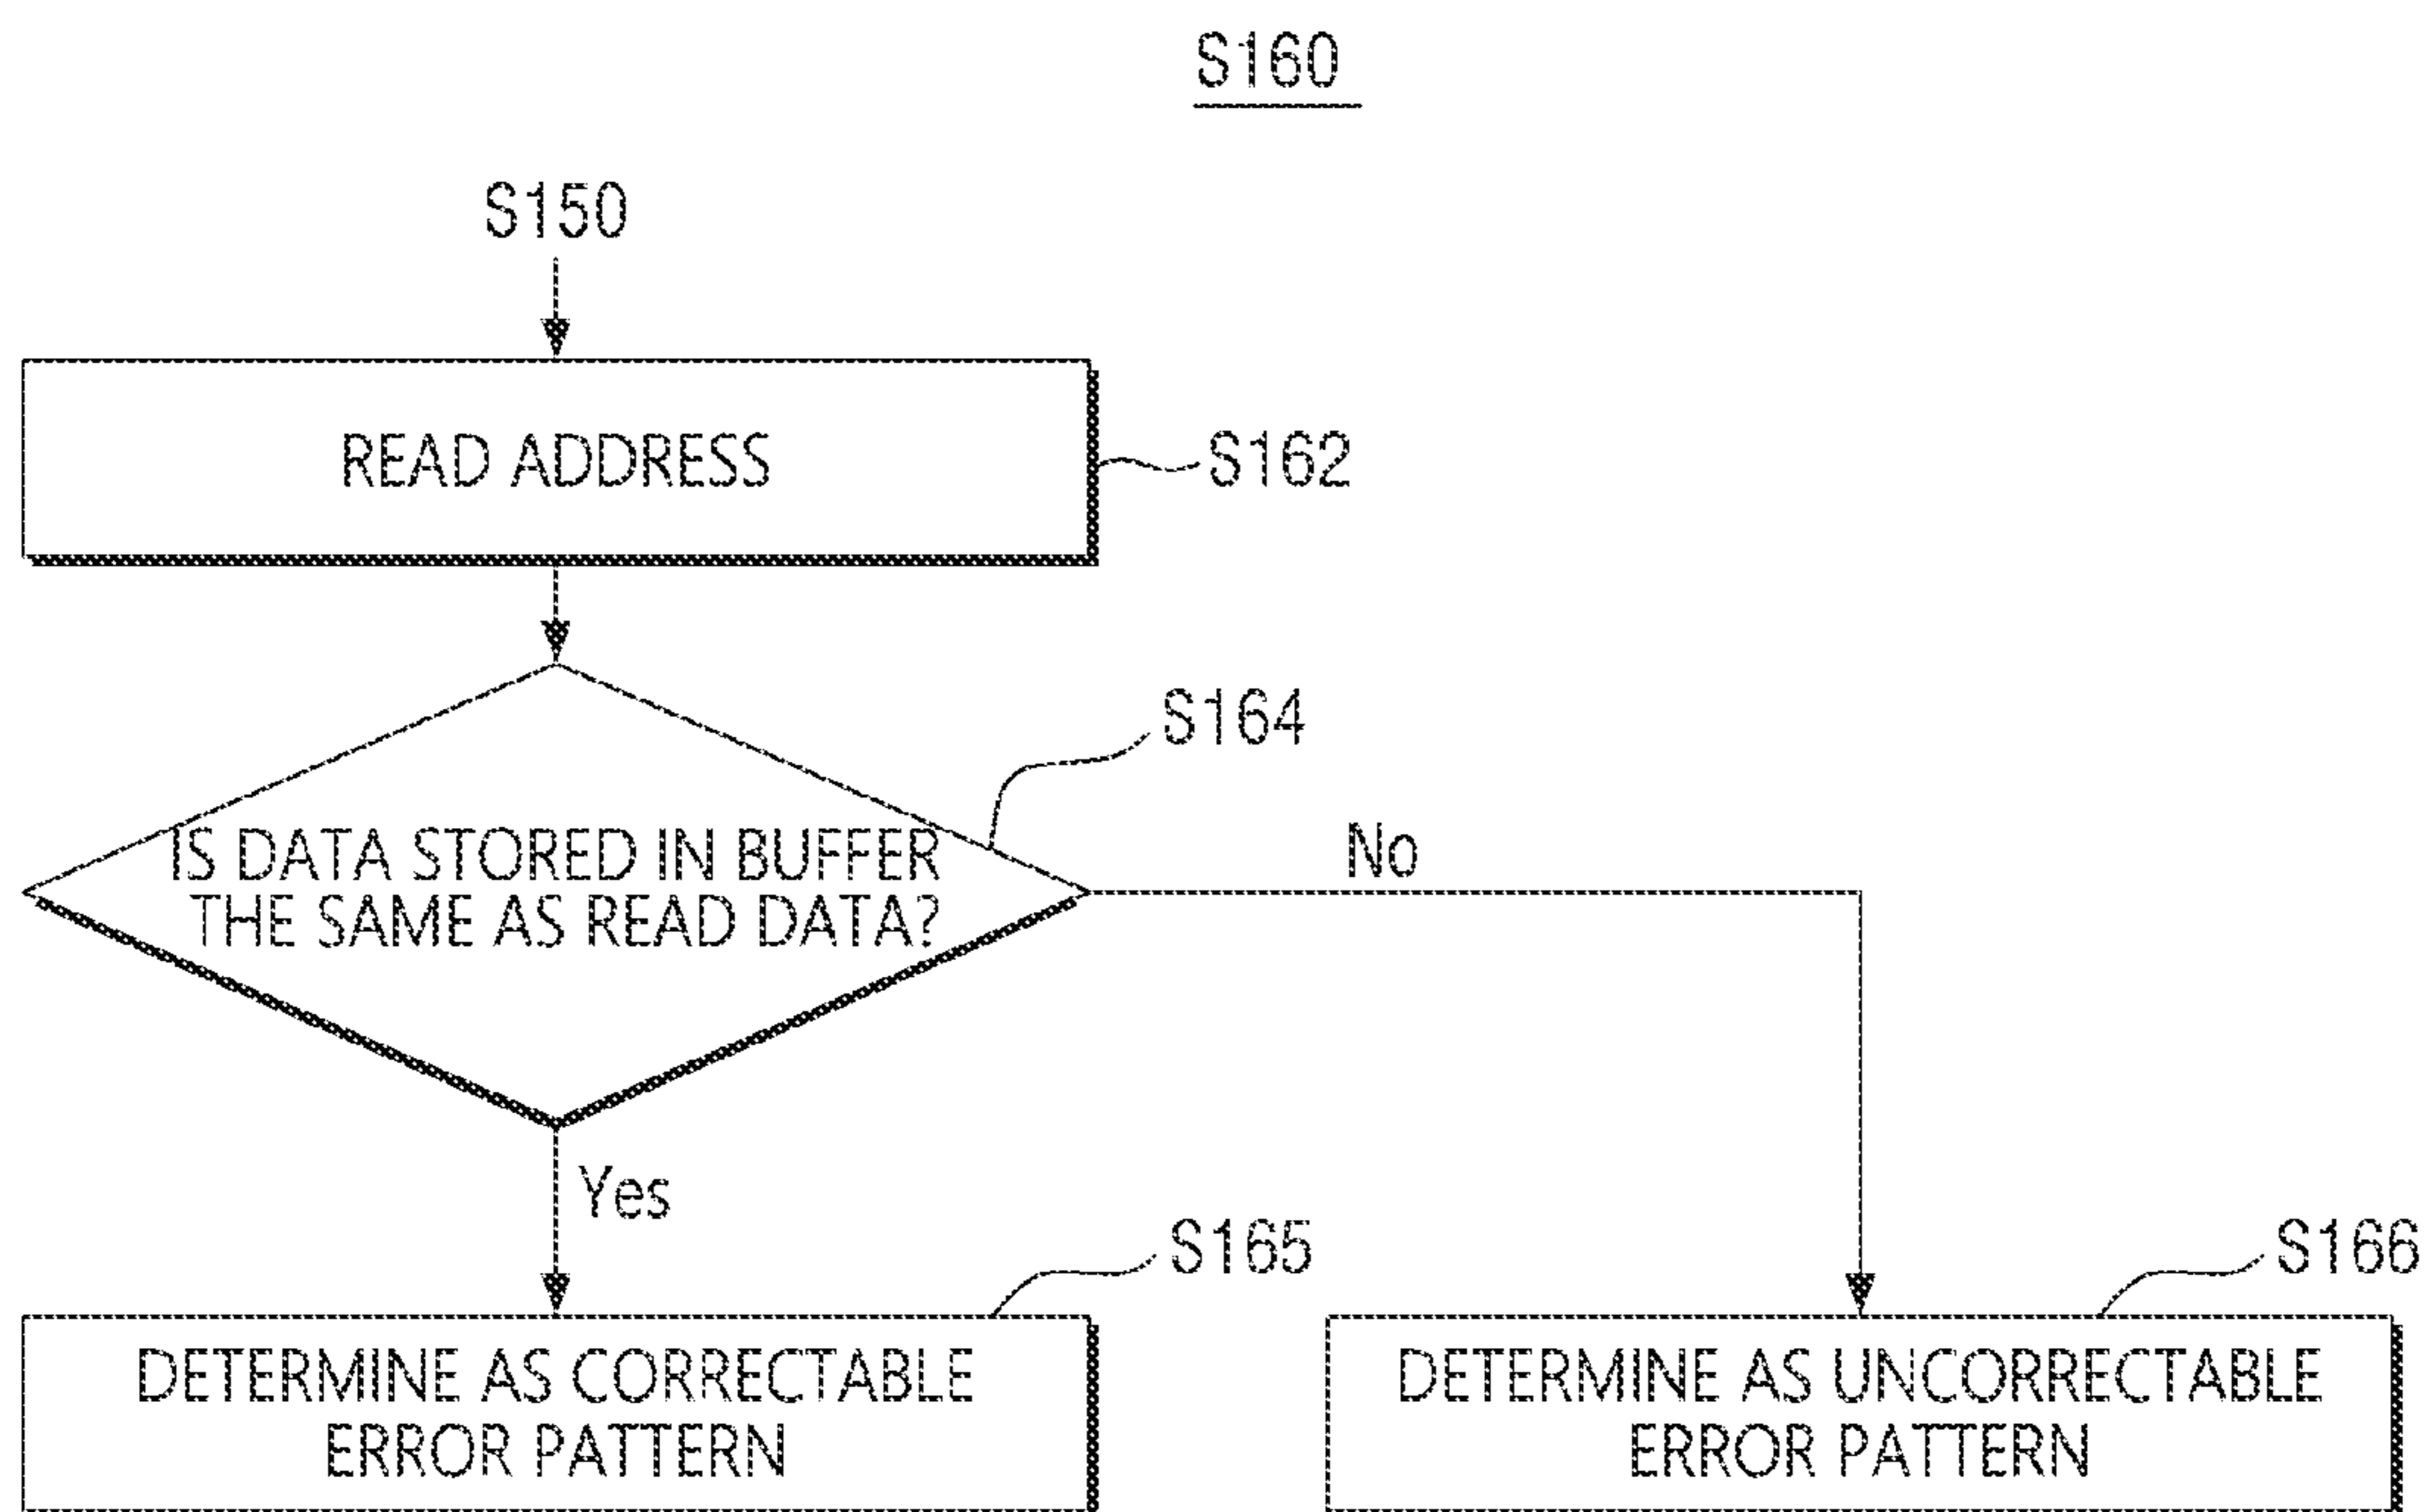 S160
S150
READ ADDRESS
S162
S164
IS DATA STORED IN BUFFER
THE SAME AS READ DATA?
No
Yes
S165
S166
DETERMINE AS CORRECTABLE
ERROR PATTERN
DETERMINE AS UNCORRECTABLE
ERROR PATTERN